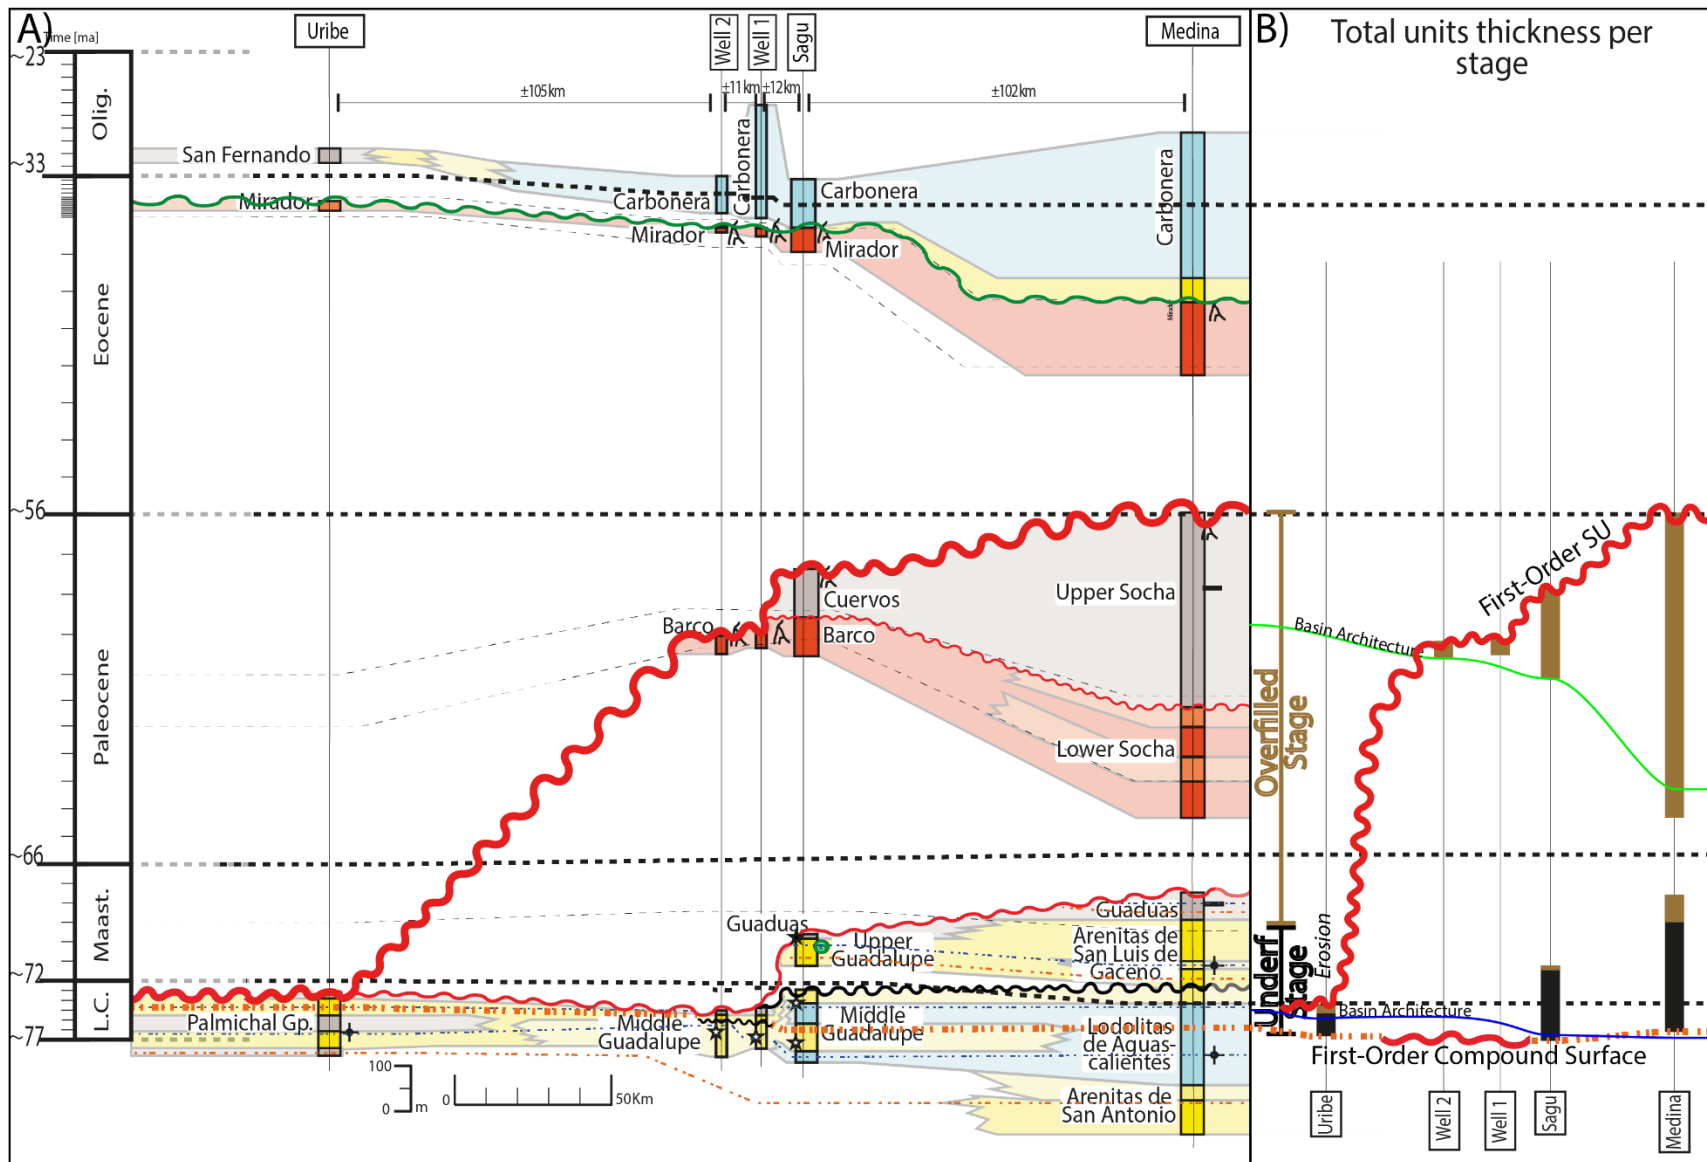 A)
Time [ma]
~23
~33
~56
~66
~72
~77
Olig.
Eocene
Paleocene
Maast.
L.C.
Uribe
Well 2
Well 1
Sagu
Medina
±105km
±11km
±12km
±102km
San Fernando
Mirador
Carbonera
Carbonera
Carbonera
Carbonera
Mirador
Mirador
Mirador
Barco
Cuervos
Barco
Upper Socha
Lower Socha
Guaduas
Upper
Guadalupe
G
Guaduas
Arenitas de
San Luis de
Gaceno
Palmichal Gp.
Middle
Guadalupe
Middle
Guadalupe
Lodolitas
de Aguas-
calientes
Arenitas de
San Antonio
100
0
m
0
50Km
B)
Total units thickness per
stage
First-Order SU
Basin Architecture
Overfilled
Stage
Underf
Stage
Erosion
Basin Architecture
First-Order Compound Surface
Uribe
Well 2
Well 1
Sagu
Medina